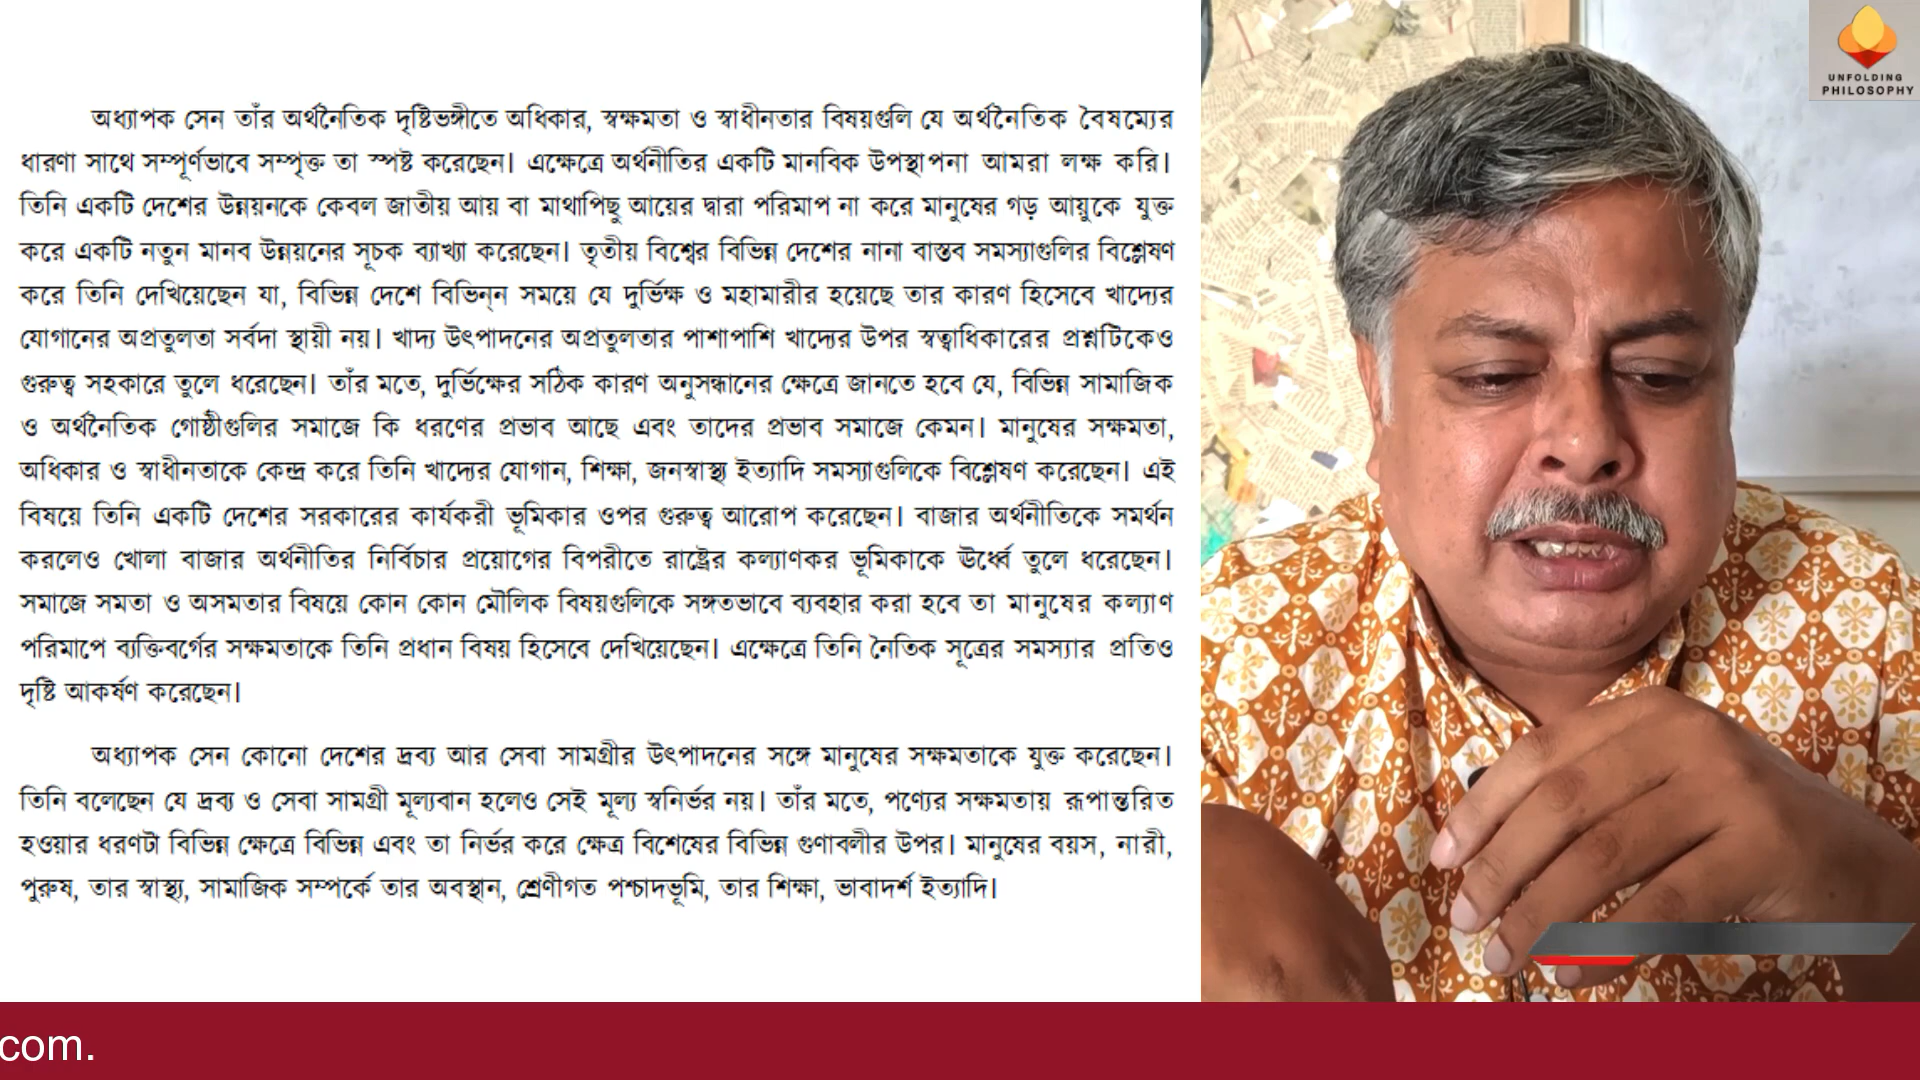 অধ্যাপক সেন তাঁর অর্থনৈতিক দৃষ্টিভঙ্গীতে অধিকার, স্বক্ষমতা ও স্বাধীনতার বিষয়গুলি যে অর্থনৈতিক বৈষম্যের
ধারণা সাথে সম্পূর্ণভাবে সম্পৃক্ত তা স্পষ্ট করেছেন। এক্ষেত্রে অর্থনীতির একটি মানবিক উপস্থাপনা আমরা লক্ষ করি।
তিনি একটি দেশের উন্নয়নকে কেবল জাতীয় আয় বা মাথাপিছু আয়ের দ্বারা পরিমাপ না করে মানুষের গড় আয়ুকে যুক্ত
করে একটি নতুন মানব উন্নয়নের সূচক ব্যাখ্যা করেছেন। তৃতীয় বিশ্বের বিভিন্ন দেশের নানা বাস্তব সমস্যাগুলির বিশ্লেষণ
করে তিনি দেখিয়েছেন যা, বিভিন্ন দেশে বিভিন্‌ন সময়ে যে দুর্ভিক্ষ ও মহামারীর হয়েছে তার কারণ হিসেবে খাদ্যের
যোগানের অপ্রতুলতা সর্বদা স্থায়ী নয়। খাদ্য উৎপাদনের অপ্রতুলতার পাশাপাশি খাদ্যের উপর স্বত্বাধিকারের প্রশ্নটিকেও
গুরুত্ব সহকারে তুলে ধরেছেন। তাঁর মতে, দুর্ভিক্ষের সঠিক কারণ অনুসন্ধানের ক্ষেত্রে জানতে হবে যে, বিভিন্ন সামাজিক
ও অর্থনৈতিক গোষ্ঠীগুলির সমাজে কি ধরণের প্রভাব আছে এবং তাদের প্রভাব সমাজে কেমন। মানুষের সক্ষমতা,
অধিকার ও স্বাধীনতাকে কেন্দ্র করে তিনি খাদ্যের যোগান, শিক্ষা, জনস্বাস্থ্য ইত্যাদি সমস্যাগুলিকে বিশ্লেষণ করেছেন। এই
বিষয়ে তিনি একটি দেশের সরকারের কার্যকরী ভূমিকার ওপর গুরুত্ব আরোপ করেছেন। বাজার অর্থনীতিকে সমর্থন
করলেও খোলা বাজার অর্থনীতির নির্বিচার প্রয়োগের বিপরীতে রাষ্ট্রের কল্যাণকর ভূমিকাকে ঊর্ধ্বে তুলে ধরেছেন।
সমাজে সমতা ও অসমতার বিষয়ে কোন কোন মৌলিক বিষয়গুলিকে সঙ্গতভাবে ব্যবহার করা হবে তা মানুষের কল্যাণ
পরিমাপে ব্যক্তিবর্গের সক্ষমতাকে তিনি প্রধান বিষয় হিসেবে দেখিয়েছেন। এক্ষেত্রে তিনি নৈতিক সূত্রের সমস্যার প্রতিও
দৃষ্টি আকর্ষণ করেছেন।
অধ্যাপক সেন কোনো দেশের দ্রব্য আর সেবা সামগ্রীর উৎপাদনের সঙ্গে মানুষের সক্ষমতাকে যুক্ত করেছেন।
তিনি বলেছেন যে দ্রব্য ও সেবা সামগ্রী মূল্যবান হলেও সেই মূল্য স্বনির্ভর নয়। তাঁর মতে, পণ্যের সক্ষমতায় রূপান্তরিত
হওয়ার ধরণটা বিভিন্ন ক্ষেত্রে বিভিন্ন এবং তা নির্ভর করে ক্ষেত্র বিশেষের বিভিন্ন গুণাবলীর উপর। মানুষের বয়স, নারী,
পুরুষ, তার স্বাস্থ্য, সামাজিক সম্পর্কে তার অবস্থান, শ্রেণীগত পশ্চাদভূমি, তার শিক্ষা, ভাবাদর্শ ইত্যাদি।
UNFOLDING
PHILOSOPHY
com.